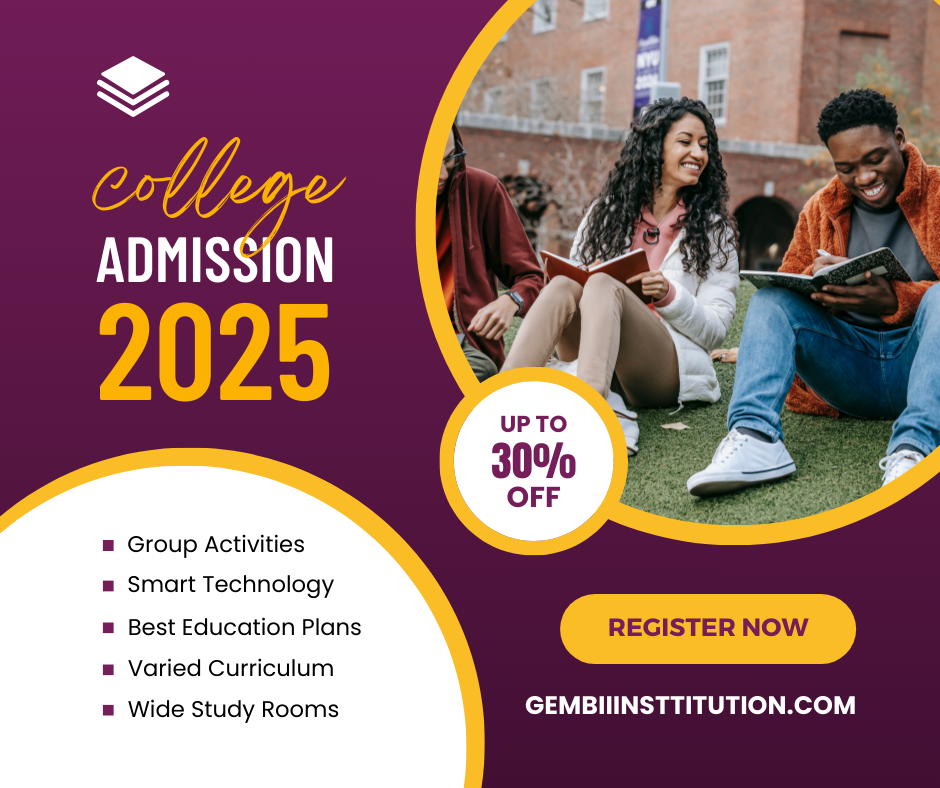 college
ADMISSION
2025
NYU
UP TO
30%
OFF
Group Activities
Smart Technology
Best Education Plans
Varied Curriculum
Wide Study Rooms
REGISTER NOW
GEMBIIINSTTITUTION.COM